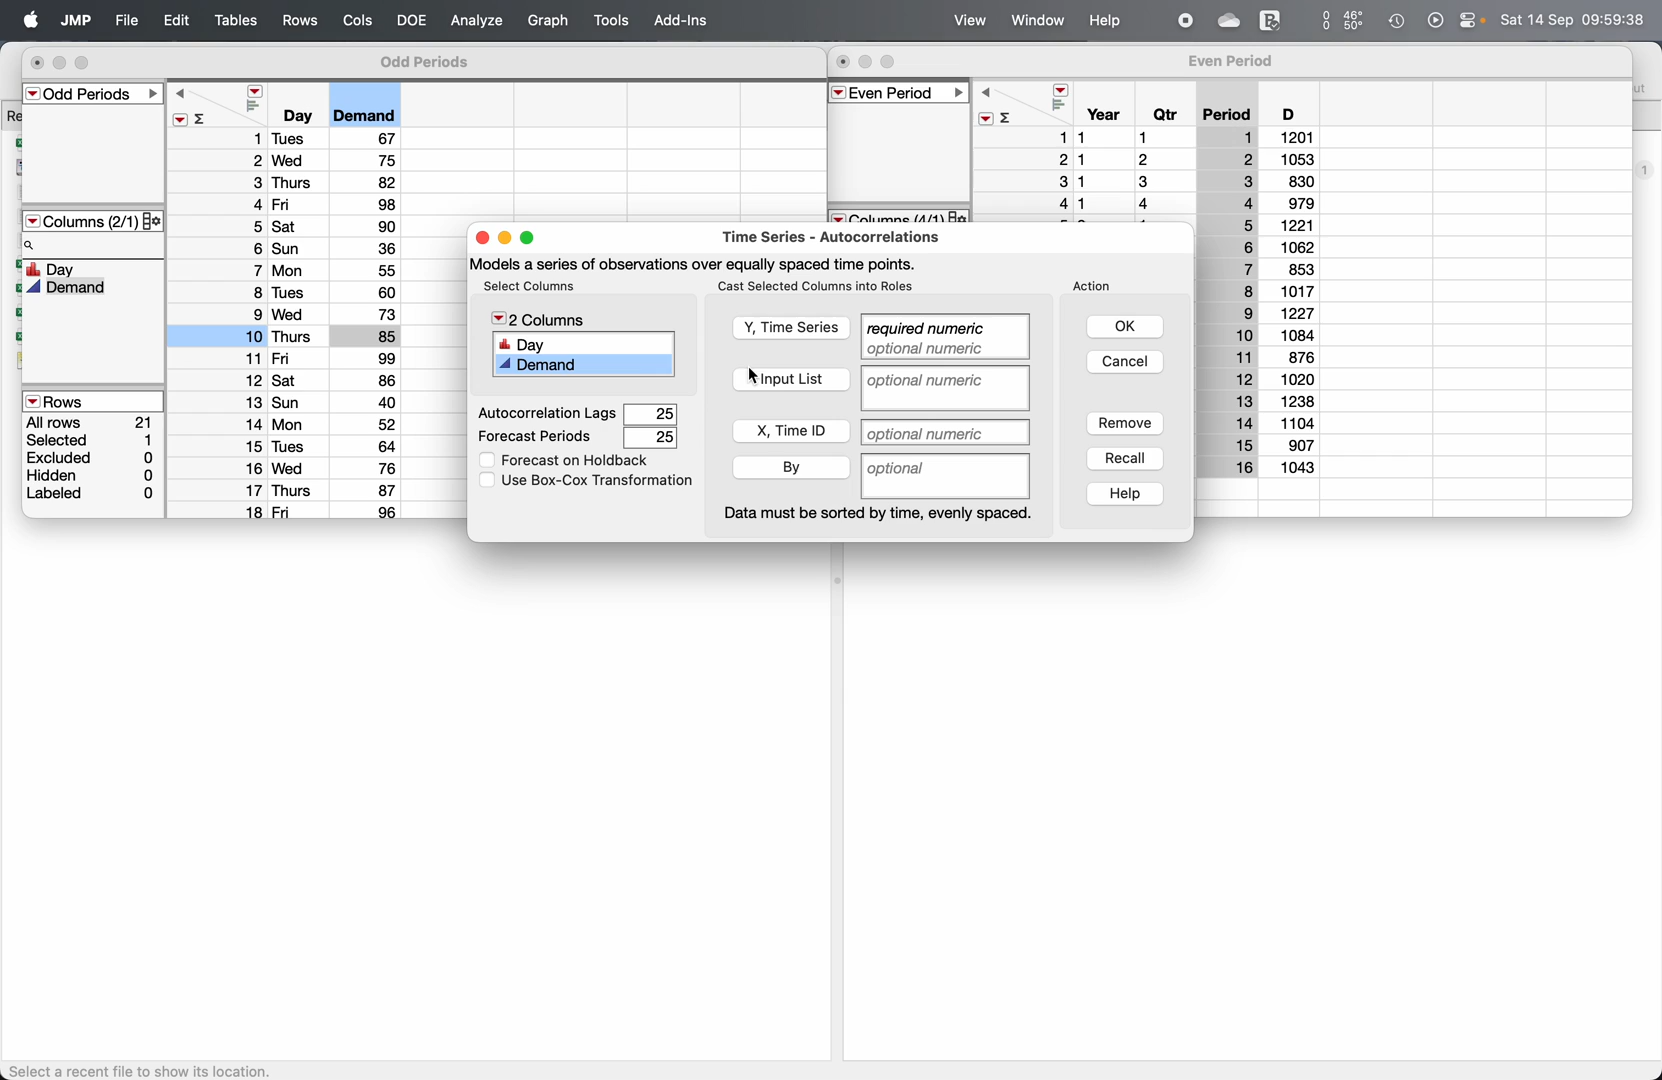 JMP File Edit Tables Rows Cols DOE Analyze Graph Tools Add-Ins View Window Help 0 0 46° 50° Sat 14 Sep 09:59:38
Odd Periods
Odd Periods
Day Demand
1 Tues 67
2 Wed 75
3 Thurs 82
4 Fri 98
5 Sat 90
6 Sun 36
7 Mon 55
8 Tues 60
9 Wed 73
10 Thurs 85
11 Fri 99
12 Sat 86
13 Sun 40
14 Mon 52
15 Tues 64
16 Wed 76
17 Thurs 87
18 Fri 96
Columns (2/1)
Day
Demand
Rows
All rows 21
Selected 1
Excluded 0
Hidden 0
Labeled 0
Re
Even Period
Even Period
Year Qtr Period D
1 1 1 1 1201
2 1 2 2 1053
3 1 3 3 830
4 1 4 4 979
5 1221
6 1062
7 853
8 1017
9 1227
10 1084
11 876
12 1020
13 1238
14 1104
15 907
16 1043
Columns (4/1)
ut
1
Time Series - Autocorrelations
Models a series of observations over equally spaced time points.
Select Columns
2 Columns
Day
Demand
Autocorrelation Lags 25
Forecast Periods 25
Forecast on Holdback
Use Box-Cox Transformation
Cast Selected Columns into Roles
Y, Time Series required numeric
optional numeric
Input List optional numeric
X, Time ID optional numeric
By optional
Data must be sorted by time, evenly spaced.
Action
OK
Cancel
Remove
Recall
Help
Select a recent file to show its location.